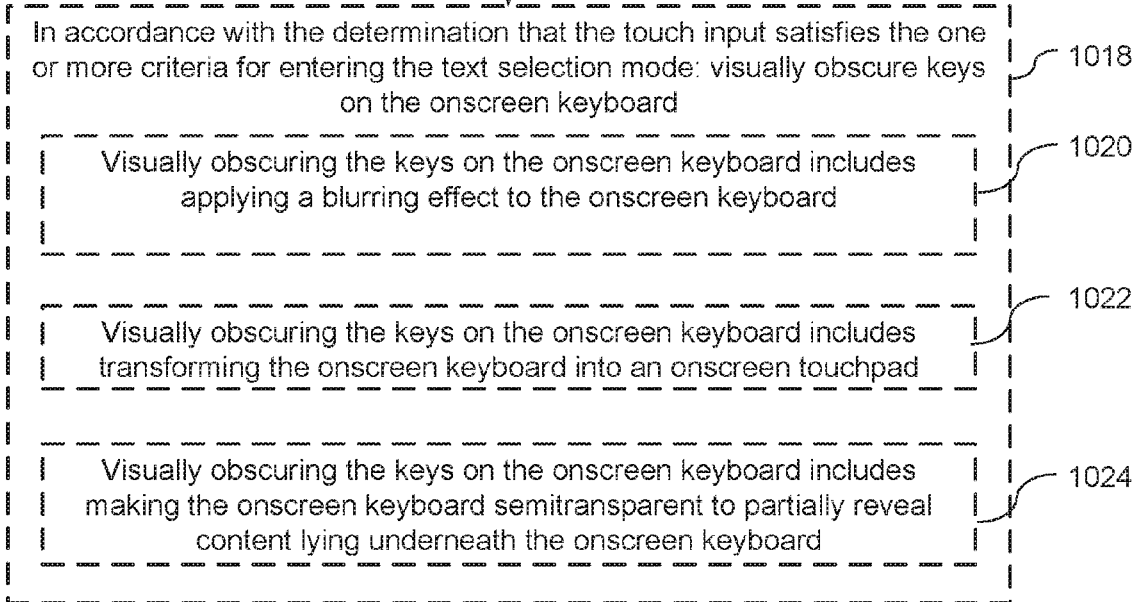 In accordance with the determination that the touch input satisfies the one
or more criteria for entering the text selection mode: visually obscure keys
on the onscreen keyboard
1018
Visually obscuring the keys on the onscreen keyboard includes
applying a blurring effect to the onscreen keyboard
1020
Visually obscuring the keys on the onscreen keyboard includes
transforming the onscreen keyboard into an onscreen touchpad
1022
Visually obscuring the keys on the onscreen keyboard includes
making the onscreen keyboard semitransparent to partially reveal
content lying underneath the onscreen keyboard
1024